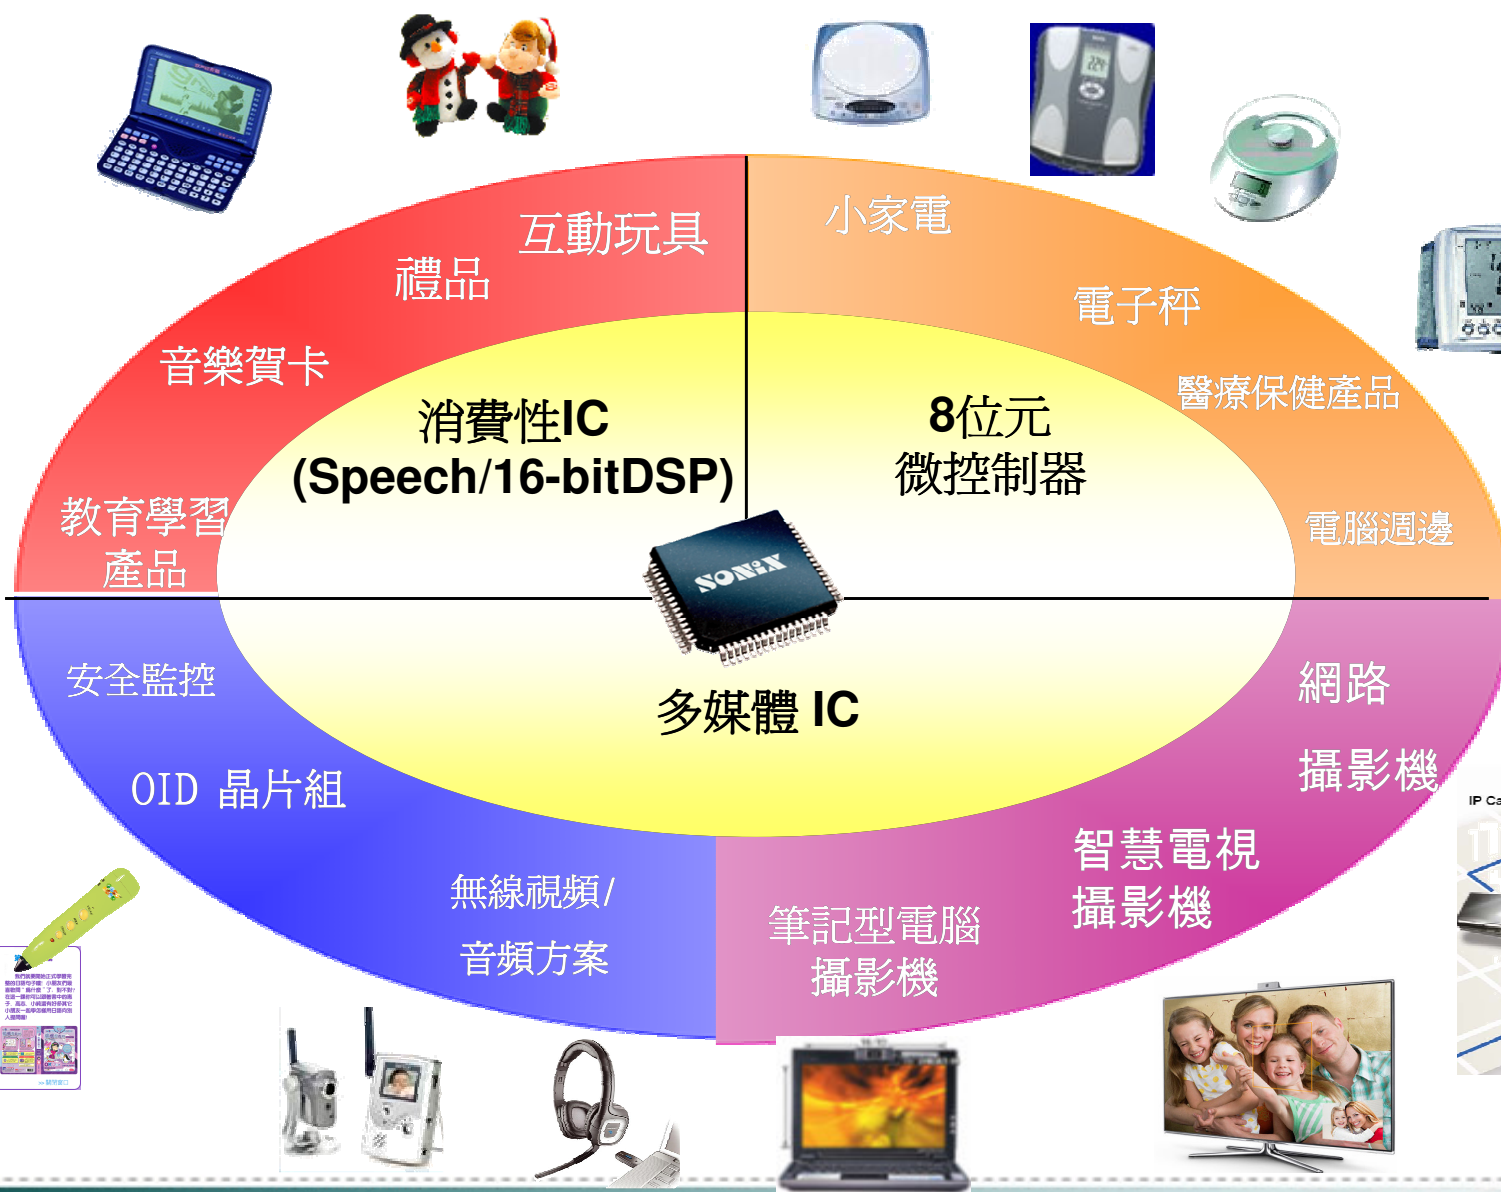 互動玩具
禮品
音樂賀卡
教育學習
產品
小家電
電子秤
醫療保健產品
電腦週邊
消費性IC
(Speech/16-bitDSP)
8位元
微控制器
SONiX
多媒體 IC
安全監控
OID 晶片組
無線視頻/
音頻方案
筆記型電腦
攝影機
智慧電視
攝影機
網路
攝影機
IP Ca